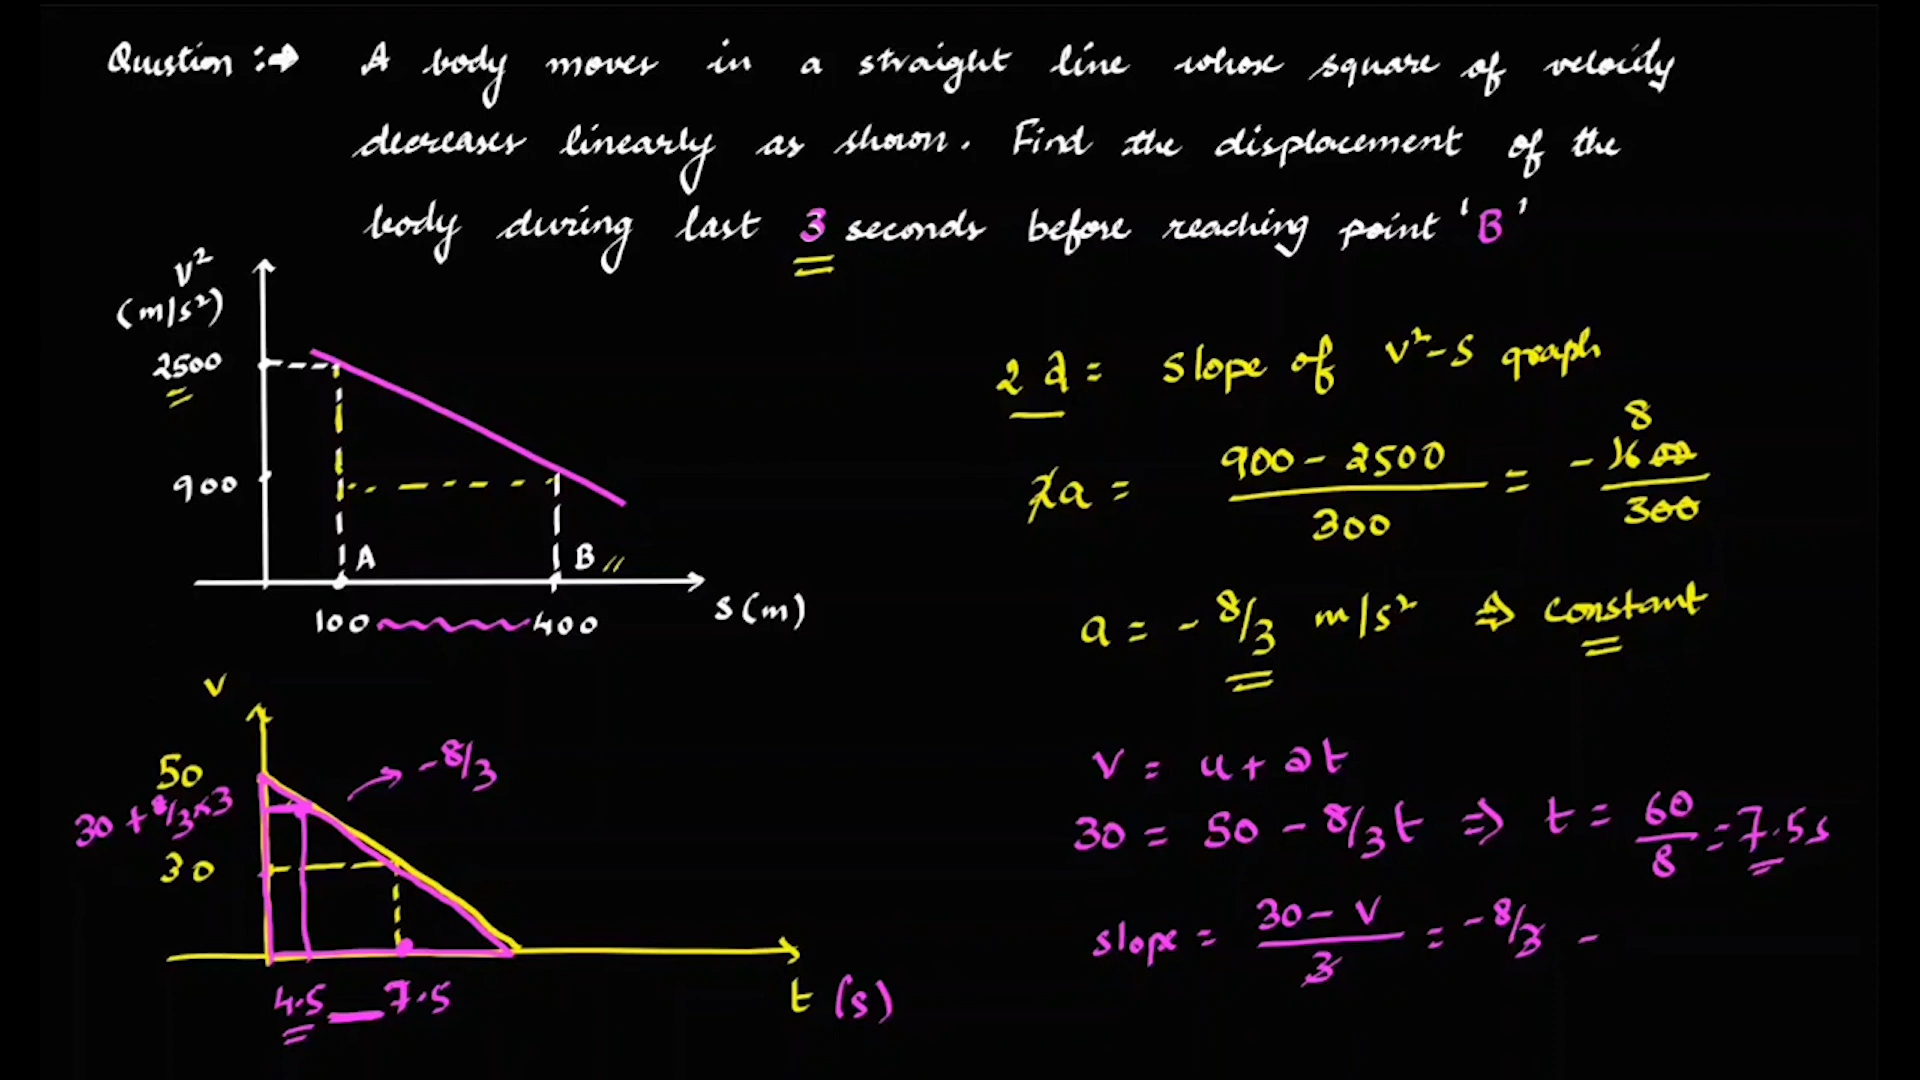 Question :→ A body moves in a straight line whose square of velocity
decreases linearly as shown. Find the displacement of the
body during last 3 seconds before reaching point 'B'
v²
(m/s²)
2500
900
A
B
100
400
s(m)
2a = slope of v²-s graph
2a = 900 - 2500 / 300 = - 1600 / 300
8
a = - 8/3 m/s² ⇒ constant
v
50
30 + 8/3×3
30
-8/3
4.5
7.5
t (s)
v = u + at
30 = 50 - 8/3 t ⇒ t = 60/8 = 7.5s
slope = 30 - v / 3 = - 8/3 -